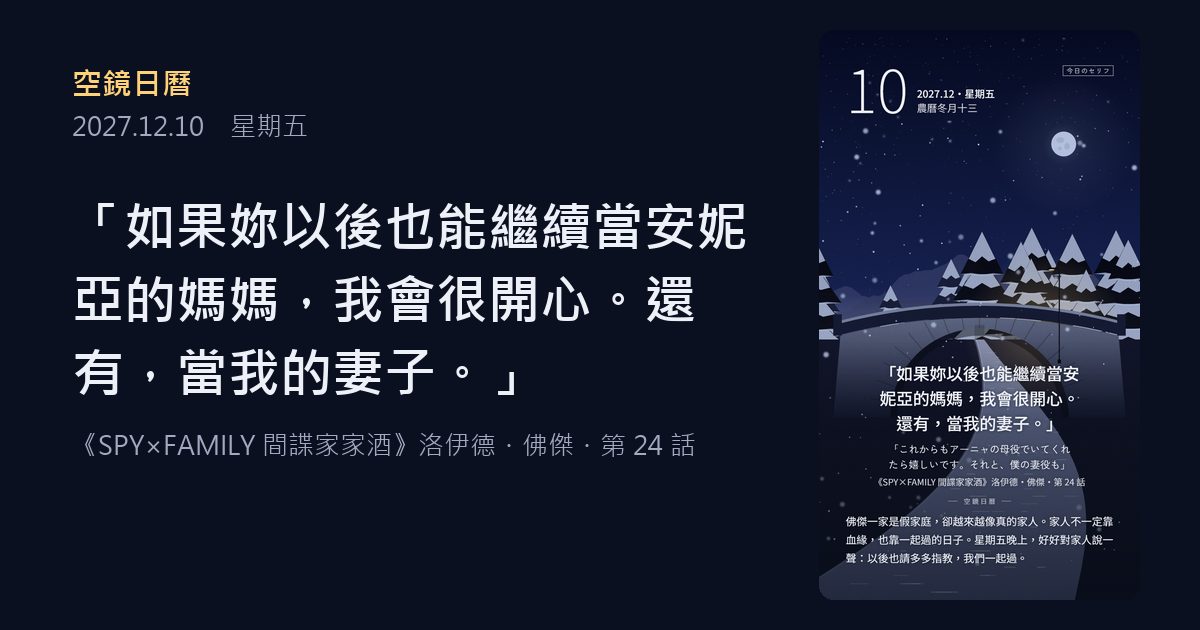 空鏡日曆
2027.12.10 星期五
「如果妳以後也能繼續當安妮
亞的媽媽，我會很開心。還
有，當我的妻子。」
《SPY×FAMILY 間諜家家酒》洛伊德．佛傑．第 24 話
10
2027.12・星期五
農曆冬月十三
今日のセリフ
「如果妳以後也能繼續當安
妮亞的媽媽，我會很開心。
還有，當我的妻子。」
「これからもアーニャの母役でいてくれ
たら嬉しいです。それと、僕の妻役も」
《SPY×FAMILY 間諜家家酒》洛伊德・佛傑・第 24 話
空鏡日曆
佛傑一家是假家庭，卻越來越像真的家人。家人不一定靠
血緣，也靠一起過的日子。星期五晚上，好好對家人說一
聲：以後也請多多指教，我們一起過。